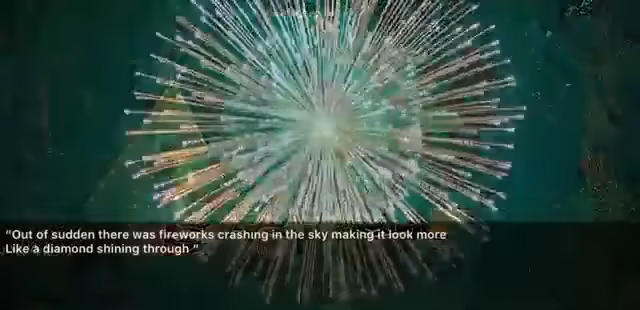 "Out of sudden there was fireworks crashing in the sky making it look more
Like a diamond shining through "